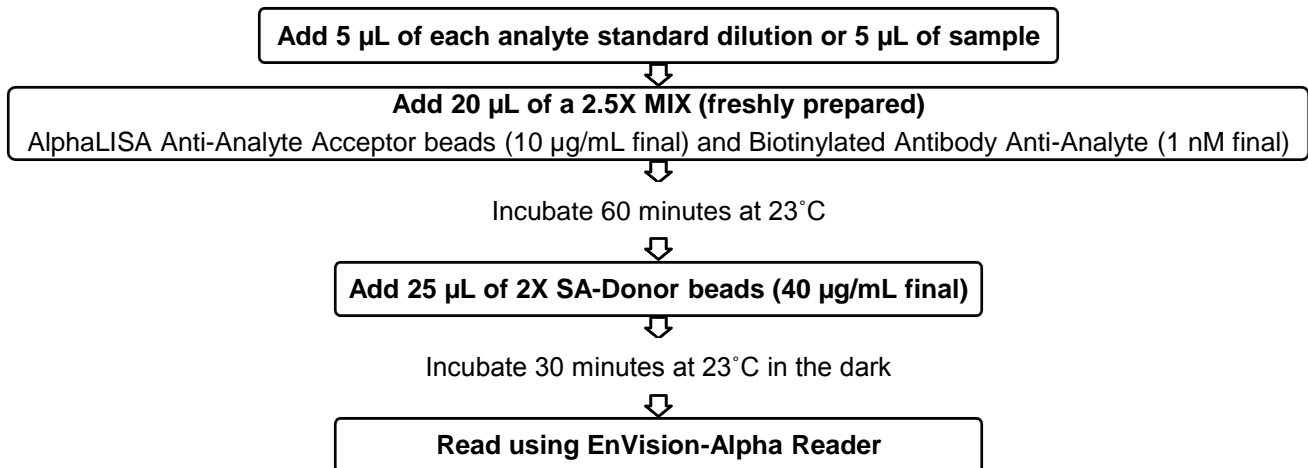 Add 5 µL of each analyte standard dilution or 5 µL of sample
Add 20 µL of a 2.5X MIX (freshly prepared)
AlphaLISA Anti-Analyte Acceptor beads (10 µg/mL final) and Biotinylated Antibody Anti-Analyte (1 nM final)
Incubate 60 minutes at 23˚C
Add 25 µL of 2X SA-Donor beads (40 µg/mL final)
Incubate 30 minutes at 23˚C in the dark
Read using EnVision-Alpha Reader